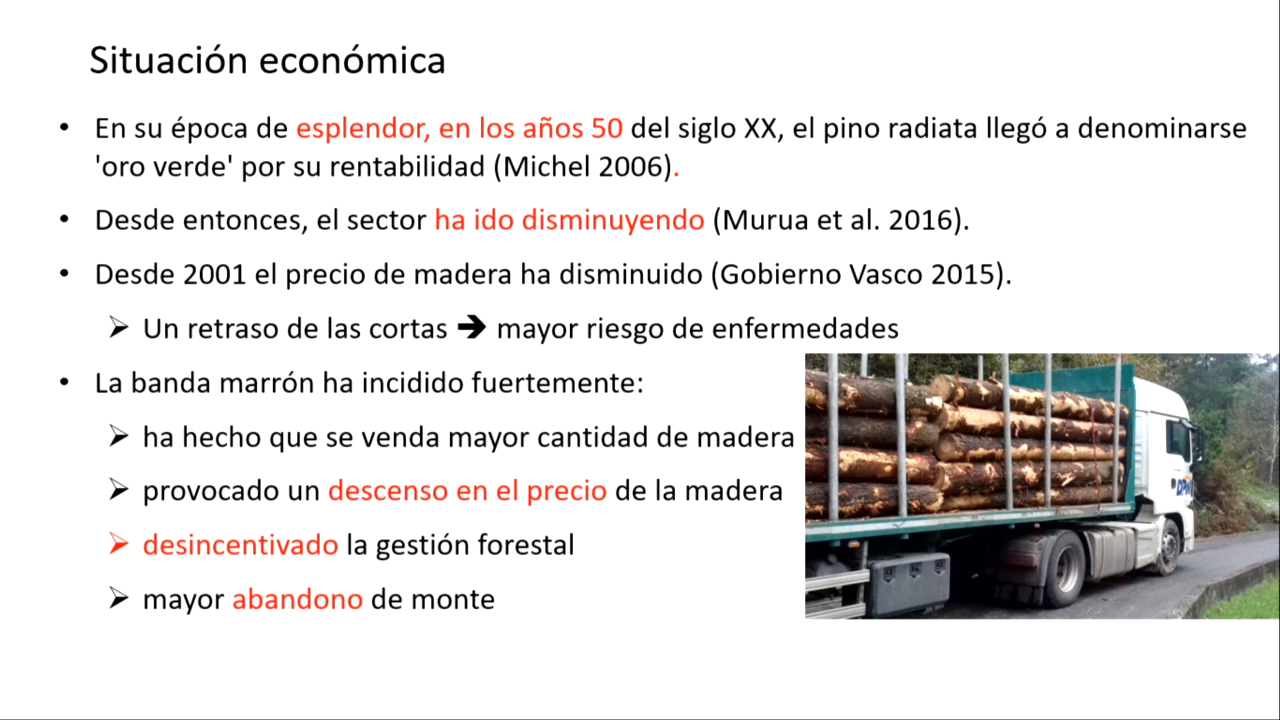 Situación económica
• En su época de esplendor, en los años 50 del siglo XX, el pino radiata llegó a denominarse
'oro verde' por su rentabilidad (Michel 2006).
• Desde entonces, el sector ha ido disminuyendo (Murua et al. 2016).
• Desde 2001 el precio de madera ha disminuido (Gobierno Vasco 2015).
➢ Un retraso de las cortas ➔ mayor riesgo de enfermedades
• La banda marrón ha incidido fuertemente:
➢ ha hecho que se venda mayor cantidad de madera
➢ provocado un descenso en el precio de la madera
➢ desincentivado la gestión forestal
➢ mayor abandono de monte